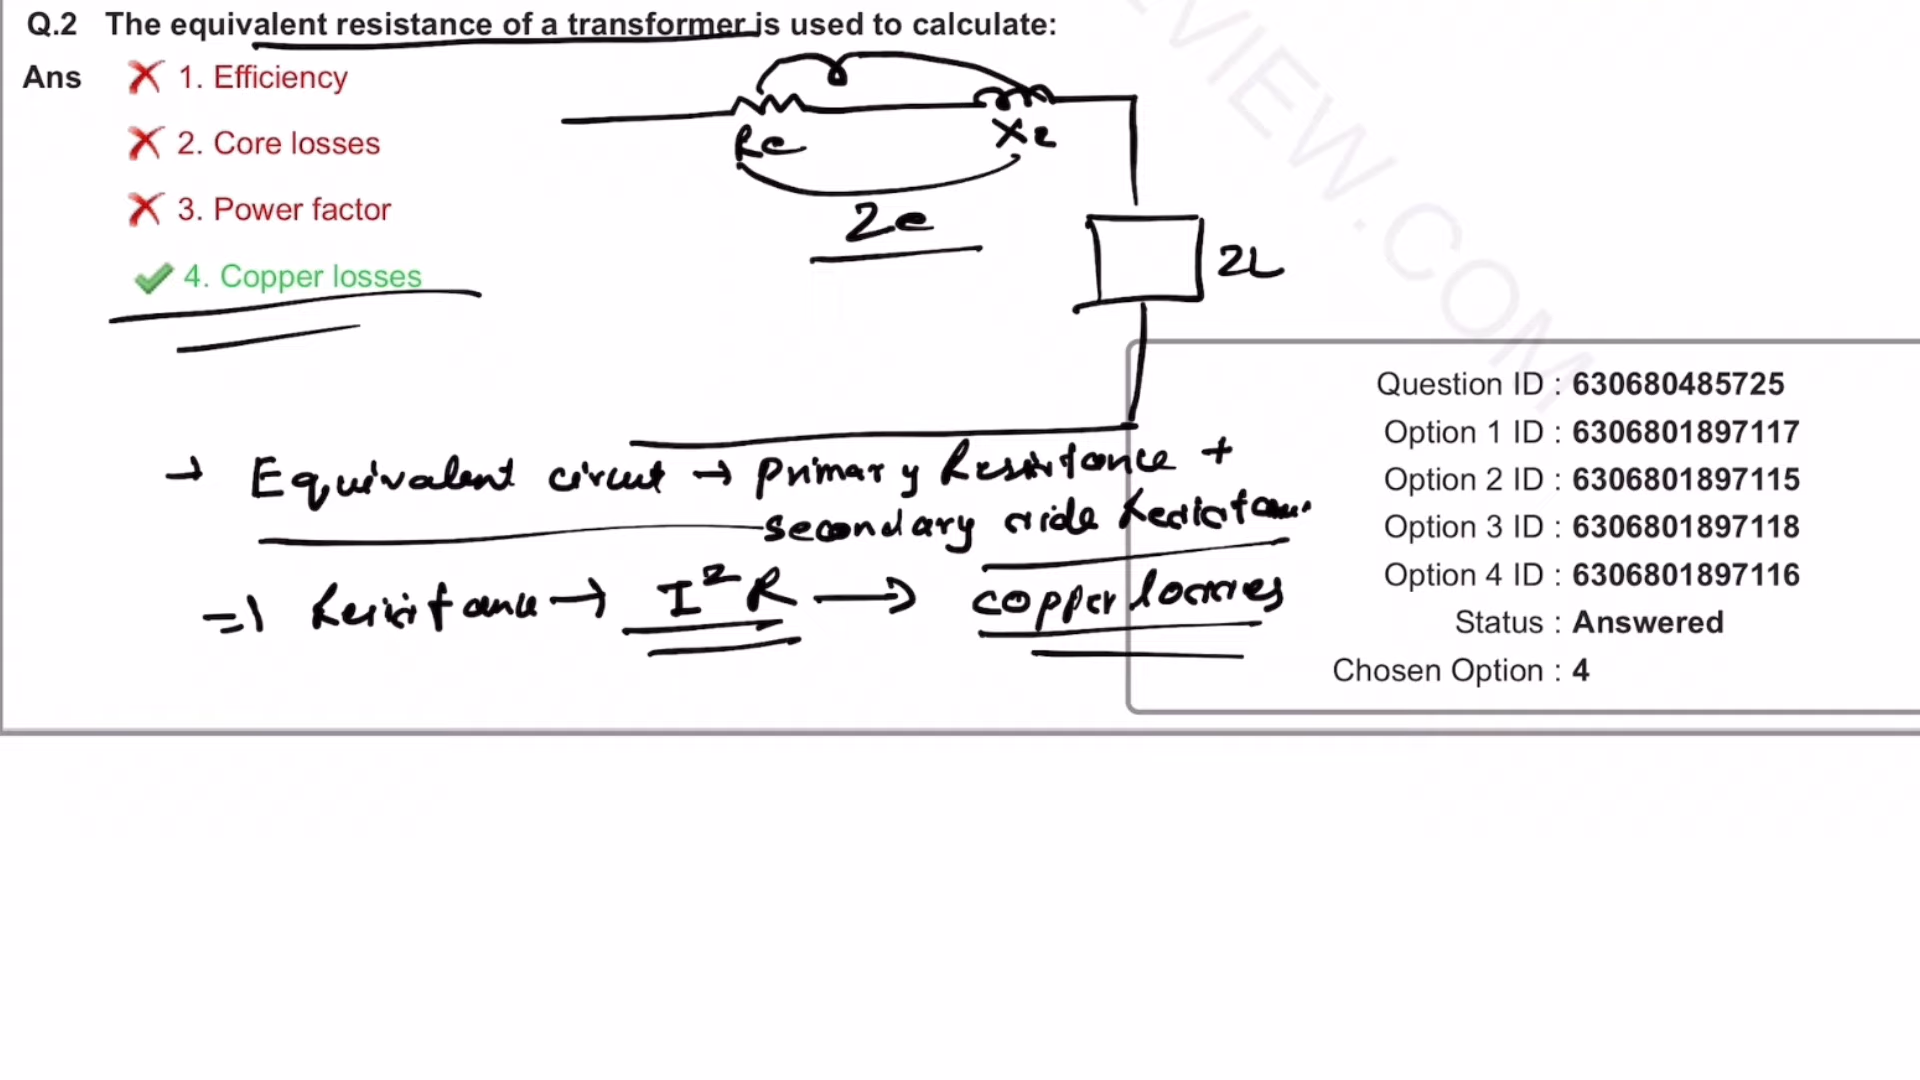 Q.2 The equivalent resistance of a transformer is used to calculate:
Ans 1. Efficiency
2. Core losses
3. Power factor
4. Copper losses
Re
Xe
Ze
ZL
VIEW.COM
Question ID : 630680485725
Option 1 ID : 6306801897117
Option 2 ID : 6306801897115
Option 3 ID : 6306801897118
Option 4 ID : 6306801897116
Status : Answered
Chosen Option : 4
→ Equivalent circuit → Primary Resistance +
secondary side Resistance
⇒ Resistance → I²R → copper losses